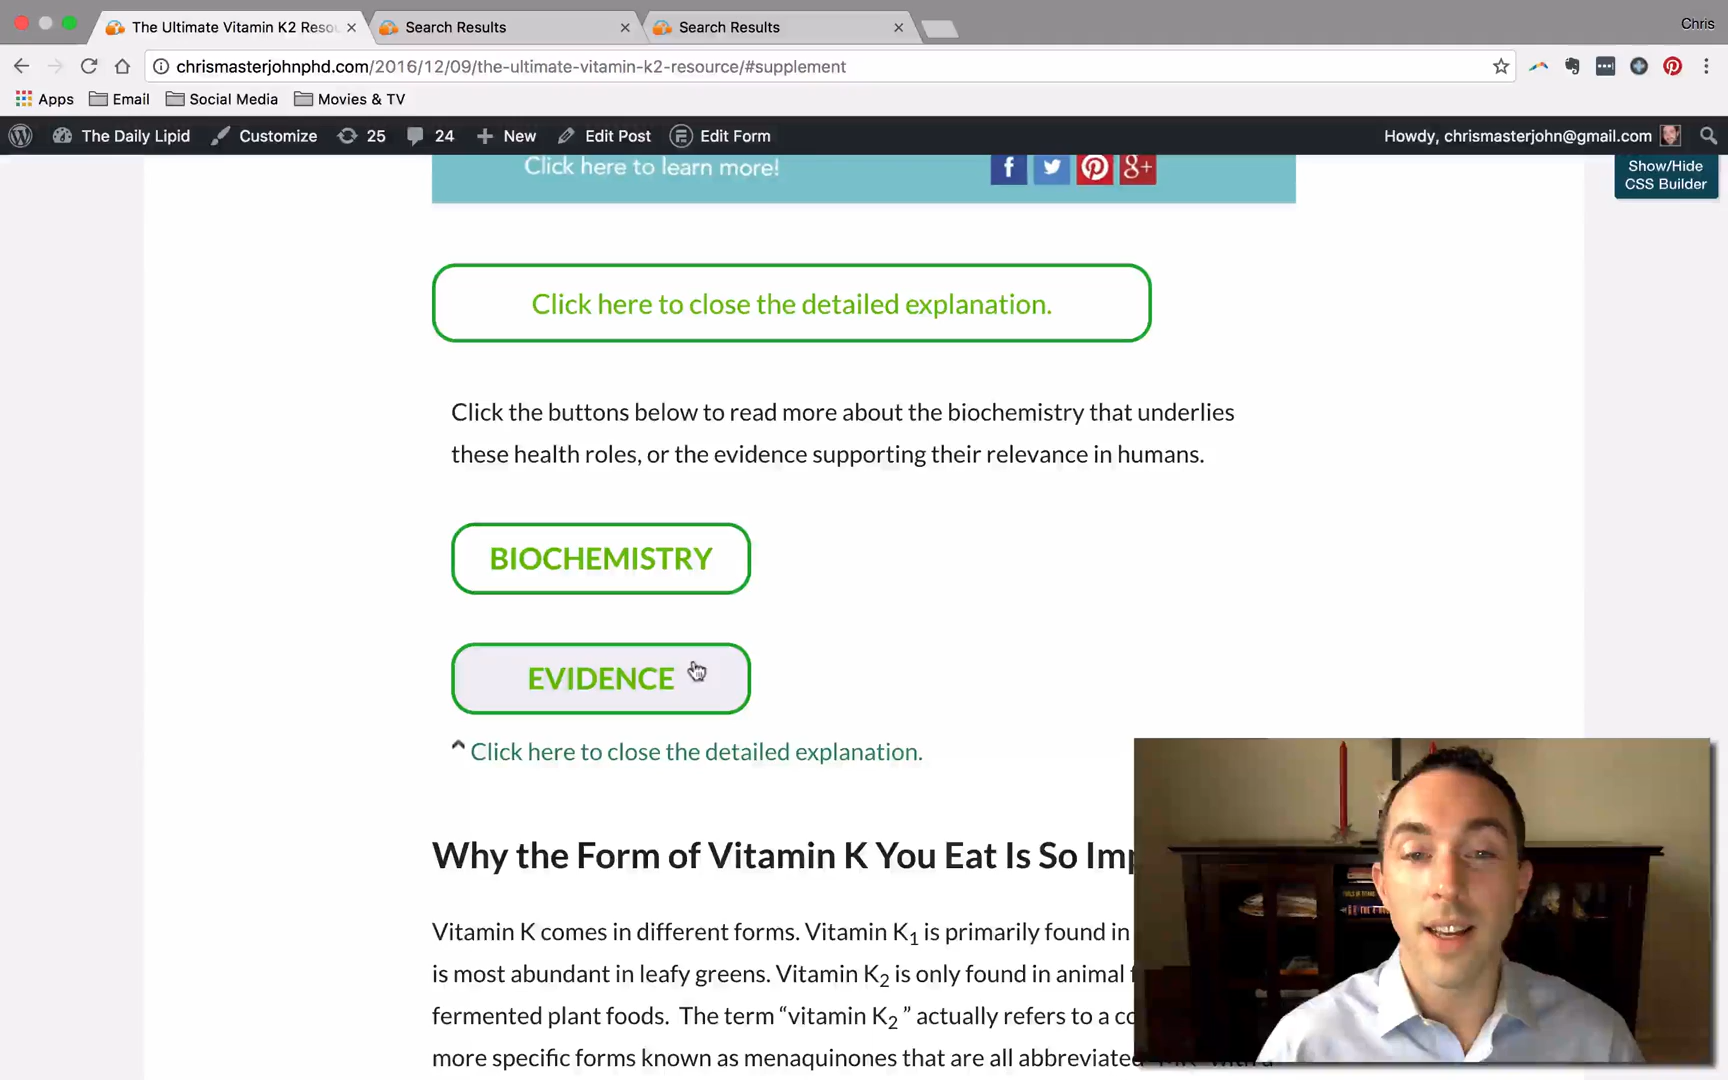 The Ultimate Vitamin K2 Reso
Search Results
Search Results
Chris
chrismasterjohnphd.com/2016/12/09/the-ultimate-vitamin-k2-resource/#supplement
Apps
Email
Social Media
Movies & TV
The Daily Lipid
Customize
25
24
New
Edit Post
Edit Form
Howdy, chrismasterjohn@gmail.com
Show/Hide
CSS Builder
Click here to learn more!
Click here to close the detailed explanation.
Click the buttons below to read more about the biochemistry that underlies
these health roles, or the evidence supporting their relevance in humans.
BIOCHEMISTRY
EVIDENCE
Click here to close the detailed explanation.
Why the Form of Vitamin K You Eat Is So Imp
Vitamin K comes in different forms. Vitamin K1 is primarily found in
is most abundant in leafy greens. Vitamin K2 is only found in animal f
fermented plant foods. The term “vitamin K2 ” actually refers to a co
more specific forms known as menaquinones that are all abbreviated